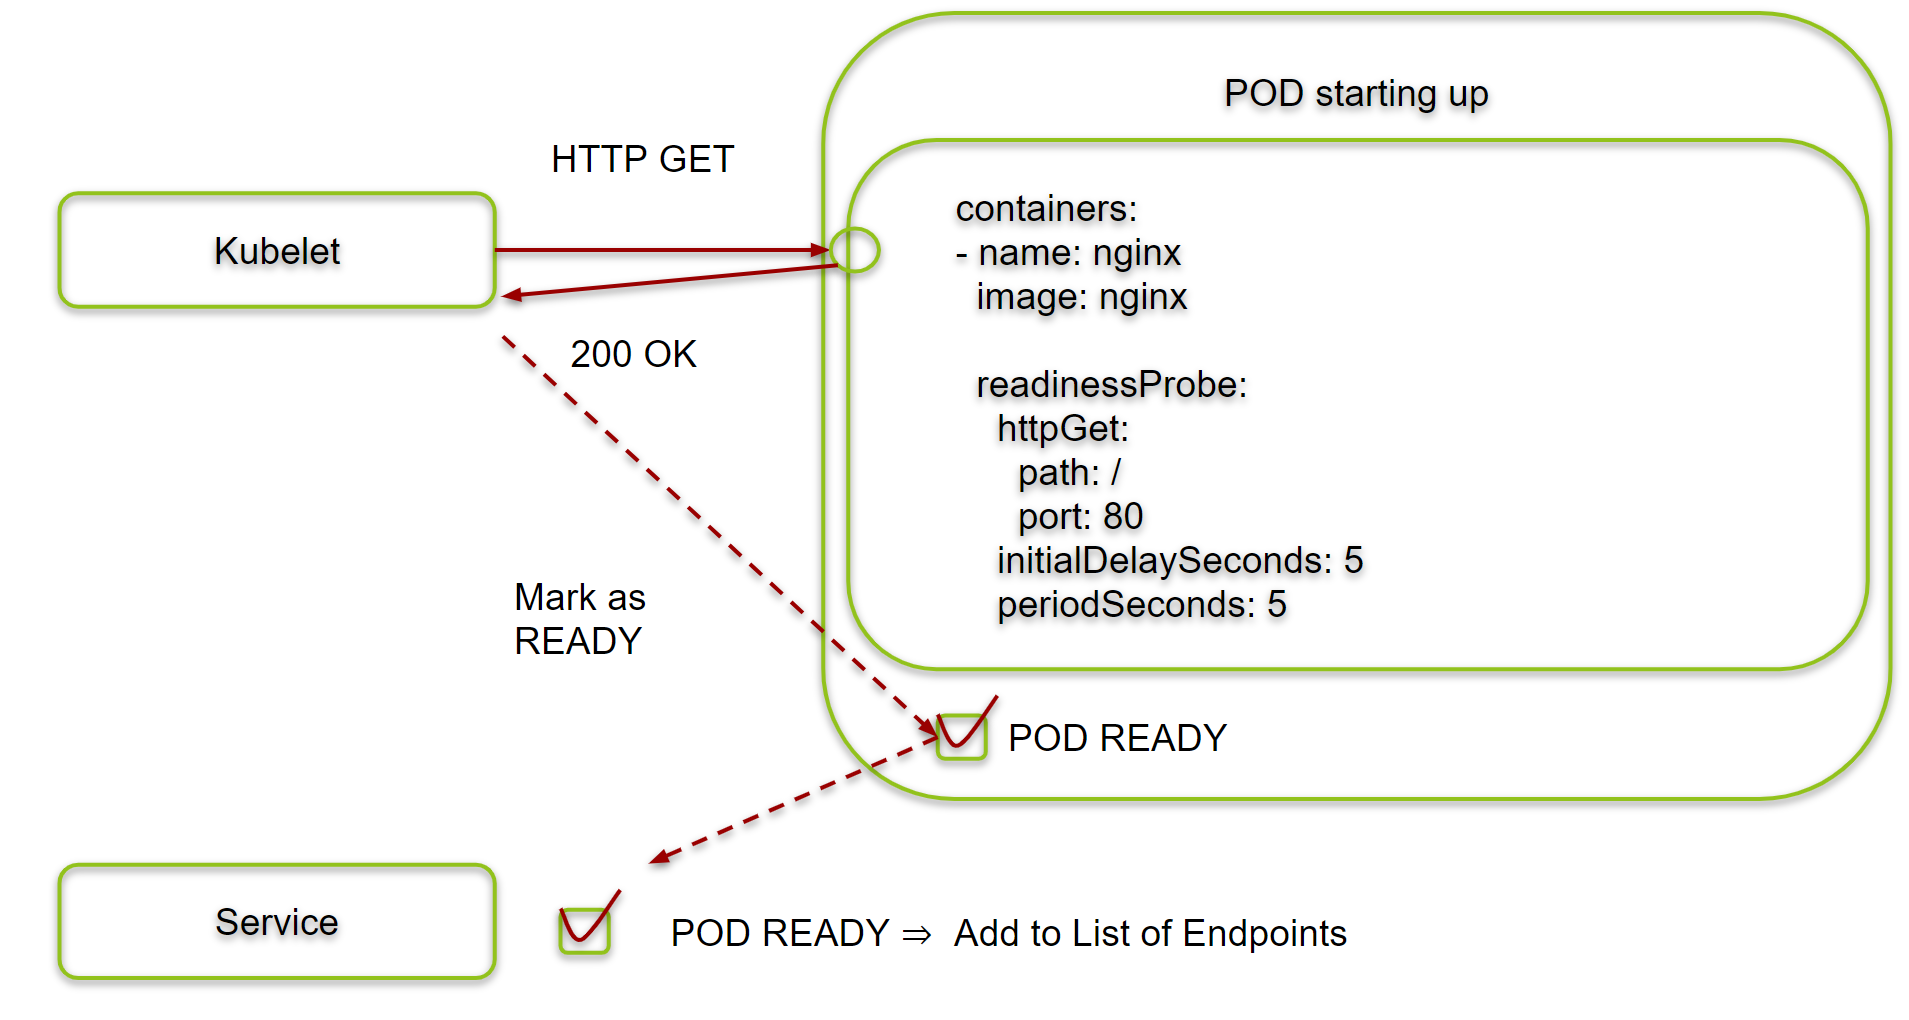 POD starting up
HTTP GET
Kubelet
200 OK
containers:
- name: nginx
image: nginx
readinessProbe:
httpGet:
path: /
port: 80
initialDelaySeconds: 5
periodSeconds: 5
Mark as
READY
POD READY
Service
POD READY ⇒ Add to List of Endpoints